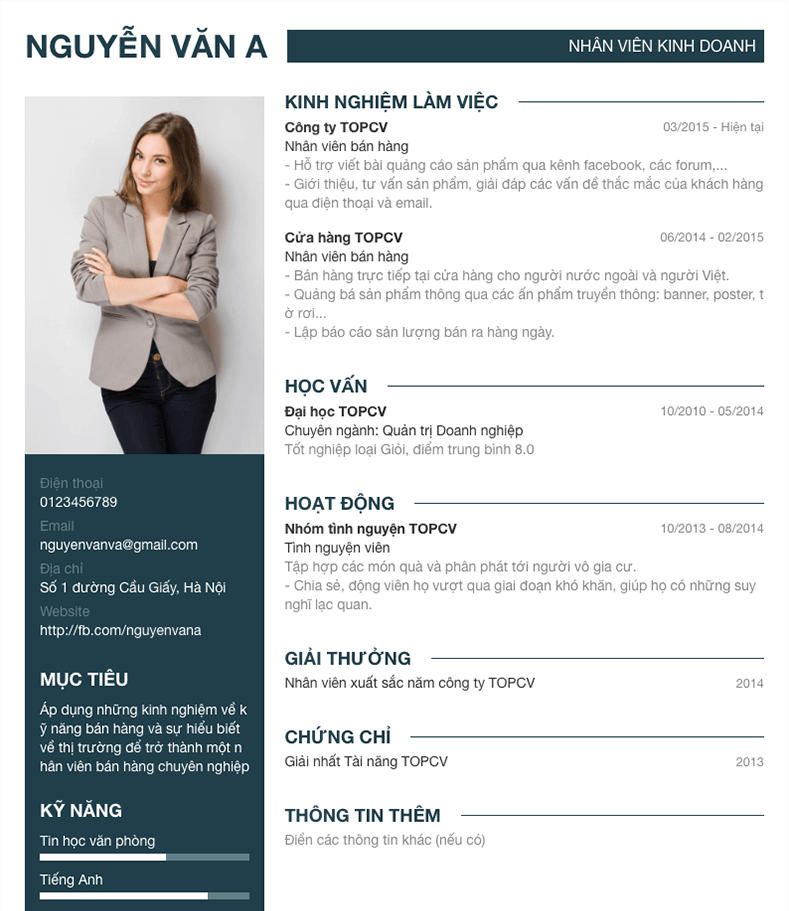 NGUYỄN VĂN A
NHÂN VIÊN KINH DOANH
Điện thoại
0123456789
Email
nguyenvanva@gmail.com
Địa chỉ
Số 1 đường Cầu Giấy, Hà Nội
Website
http://fb.com/nguyenvana
MỤC TIÊU
Áp dụng những kinh nghiệm về k
ỹ năng bán hàng và sự hiểu biết
về thị trường để trở thành một n
hân viên bán hàng chuyên nghiệp
KỸ NĂNG
Tin học văn phòng
Tiếng Anh
KINH NGHIỆM LÀM VIỆC
Công ty TOPCV 03/2015 - Hiện tại
Nhân viên bán hàng
- Hỗ trợ viết bài quảng cáo sản phẩm qua kênh facebook, các forum,...
- Giới thiệu, tư vấn sản phẩm, giải đáp các vấn đề thắc mắc của khách hàng
qua điện thoại và email.
Cửa hàng TOPCV 06/2014 - 02/2015
Nhân viên bán hàng
- Bán hàng trực tiếp tại cửa hàng cho người nước ngoài và người Việt.
- Quảng bá sản phẩm thông qua các ấn phẩm truyền thông: banner, poster, t
ờ rơi...
- Lập báo cáo sản lượng bán ra hàng ngày.
HỌC VẤN
Đại học TOPCV 10/2010 - 05/2014
Chuyên ngành: Quản trị Doanh nghiệp
Tốt nghiệp loại Giỏi, điểm trung bình 8.0
HOẠT ĐỘNG
Nhóm tình nguyện TOPCV 10/2013 - 08/2014
Tình nguyện viên
Tập hợp các món quà và phân phát tới người vô gia cư.
- Chia sẻ, động viên họ vượt qua giai đoạn khó khăn, giúp họ có những suy
nghĩ lạc quan.
GIẢI THƯỞNG
Nhân viên xuất sắc năm công ty TOPCV 2014
CHỨNG CHỈ
Giải nhất Tài năng TOPCV 2013
THÔNG TIN THÊM
Điền các thông tin khác (nếu có)